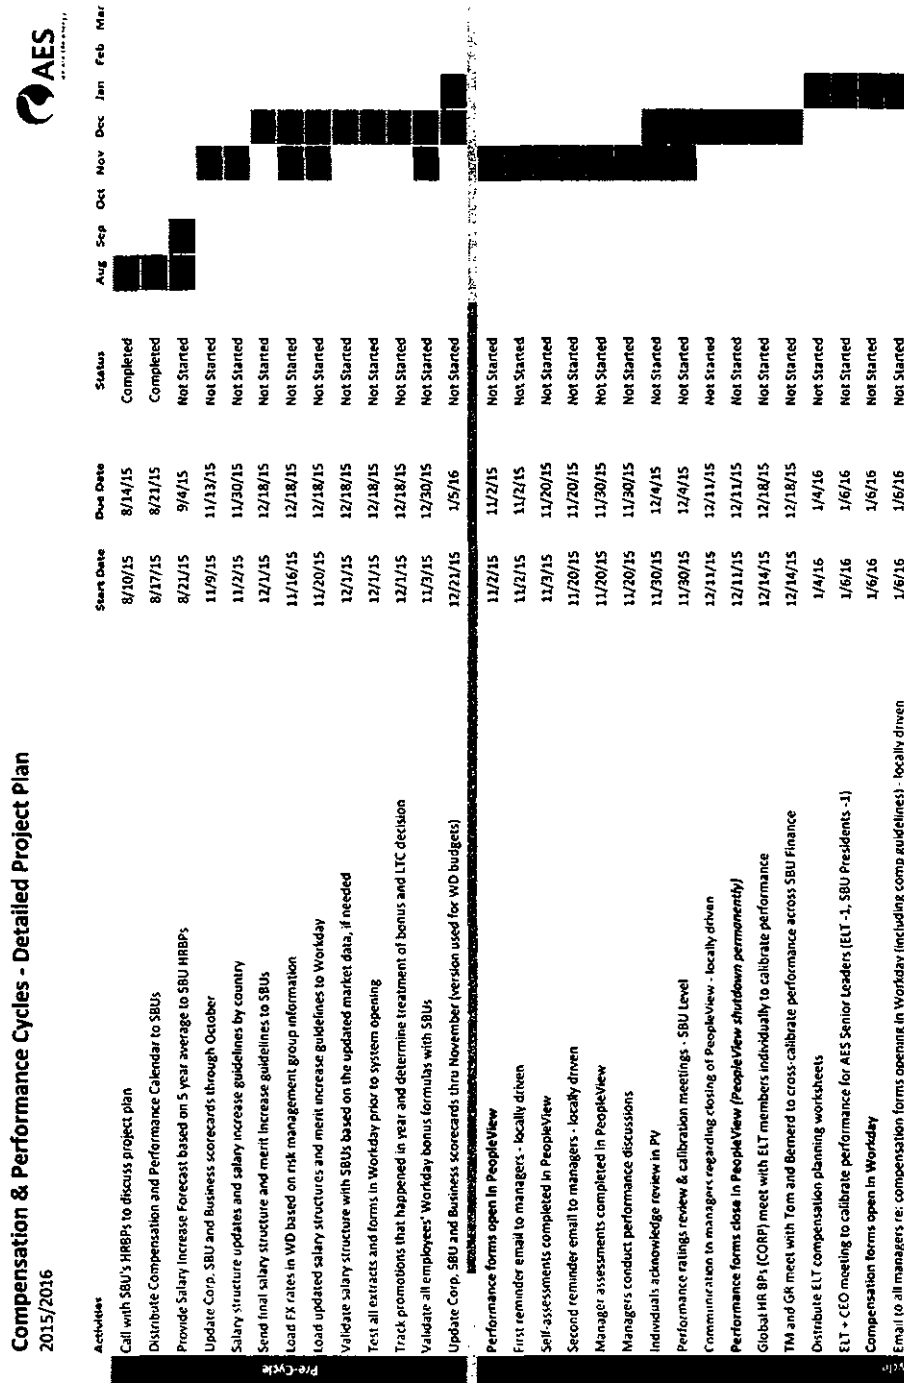 Compensation & Performance Cycles - Detailed Project Plan
2015/2016
AES
Activities Start Date Due Date Status Aug Sep Oct Nov Dec Jan Feb Mar
Pre-Cycle
Call with SBU's HRBPs to discuss project plan 8/10/15 8/14/15 Completed
Distribute Compensation and Performance Calendar to SBUs 8/17/15 8/21/15 Completed
Provide Salary Increase Forecast based on 5 year average to SBU HRBPs 8/21/15 9/4/15 Not Started
Update Corp, SBU and Business scorecards through October 11/9/15 11/13/15 Not Started
Salary structure updates and salary increase guidelines by country 11/2/15 11/30/15 Not Started
Send final salary structure and merit increase guidelines to SBUs 12/1/15 12/18/15 Not Started
Load FX rates in WD based on risk management group information 11/16/15 12/18/15 Not Started
Load updated salary structures and merit increase guidelines to Workday 11/20/15 12/18/15 Not Started
Validate salary structure with SBUs based on the updated market data, if needed 12/1/15 12/18/15 Not Started
Test all extracts and forms in Workday prior to system opening 12/1/15 12/18/15 Not Started
Track promotions that happened in year and determine treatment of bonus and LTC decision 12/1/15 12/18/15 Not Started
Validate all employees' Workday bonus formulas with SBUs 11/3/15 12/30/15 Not Started
Update Corp, SBU and Business scorecards thru November (version used for WD budgets) 12/21/15 1/5/16 Not Started
Performance forms open in PeopleView 11/2/15 11/2/15 Not Started
First reminder email to managers - locally driven 11/2/15 11/2/15 Not Started
Self-assessments completed in PeopleView 11/3/15 11/20/15 Not Started
Second reminder email to managers - locally driven 11/20/15 11/20/15 Not Started
Manager assessments completed in PeopleView 11/20/15 11/30/15 Not Started
Managers conduct performance discussions 11/20/15 11/30/15 Not Started
Individuals acknowledge review in PV 11/30/15 12/4/15 Not Started
Performance ratings review & calibration meetings - SBU Level 11/30/15 12/4/15 Not Started
Communication to managers regarding closing of PeopleView - locally driven 12/11/15 12/11/15 Not Started
Performance forms close in PeopleView (PeopleView shutdown permanently) 12/11/15 12/11/15 Not Started
Global HR BPs (CORP) meet with ELT members individually to calibrate performance 12/14/15 12/18/15 Not Started
TM and GR meet with Tom and Bernerd to cross-calibrate performance across SBU Finance 12/14/15 12/18/15 Not Started
Distribute ELT compensation planning worksheets 1/4/16 1/4/16 Not Started
ELT + CEO meeting to calibrate performance for AES Senior Leaders (ELT -1, SBU Presidents -1) 1/6/16 1/6/16 Not Started
Compensation forms open in Workday 1/6/16 1/6/16 Not Started
Email to all managers re: compensation forms opening in Workday (including comp guidelines) - locally driven 1/6/16 1/6/16 Not Started